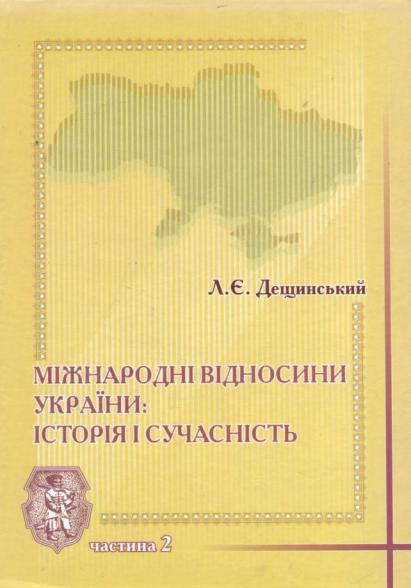 Л.Є. Дещинський
МІЖНАРОДНІ ВІДНОСИНИ
УКРАЇНИ:
ІСТОРІЯ І СУЧАСНІСТЬ
частина 2